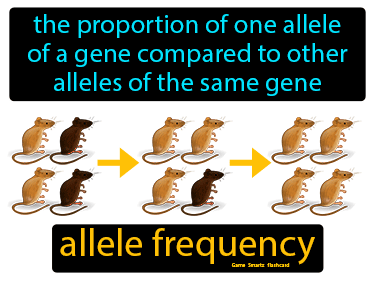 the proportion of one allele
of a gene compared to other
alleles of the same gene
allele frequency
Game Smartz flashcard